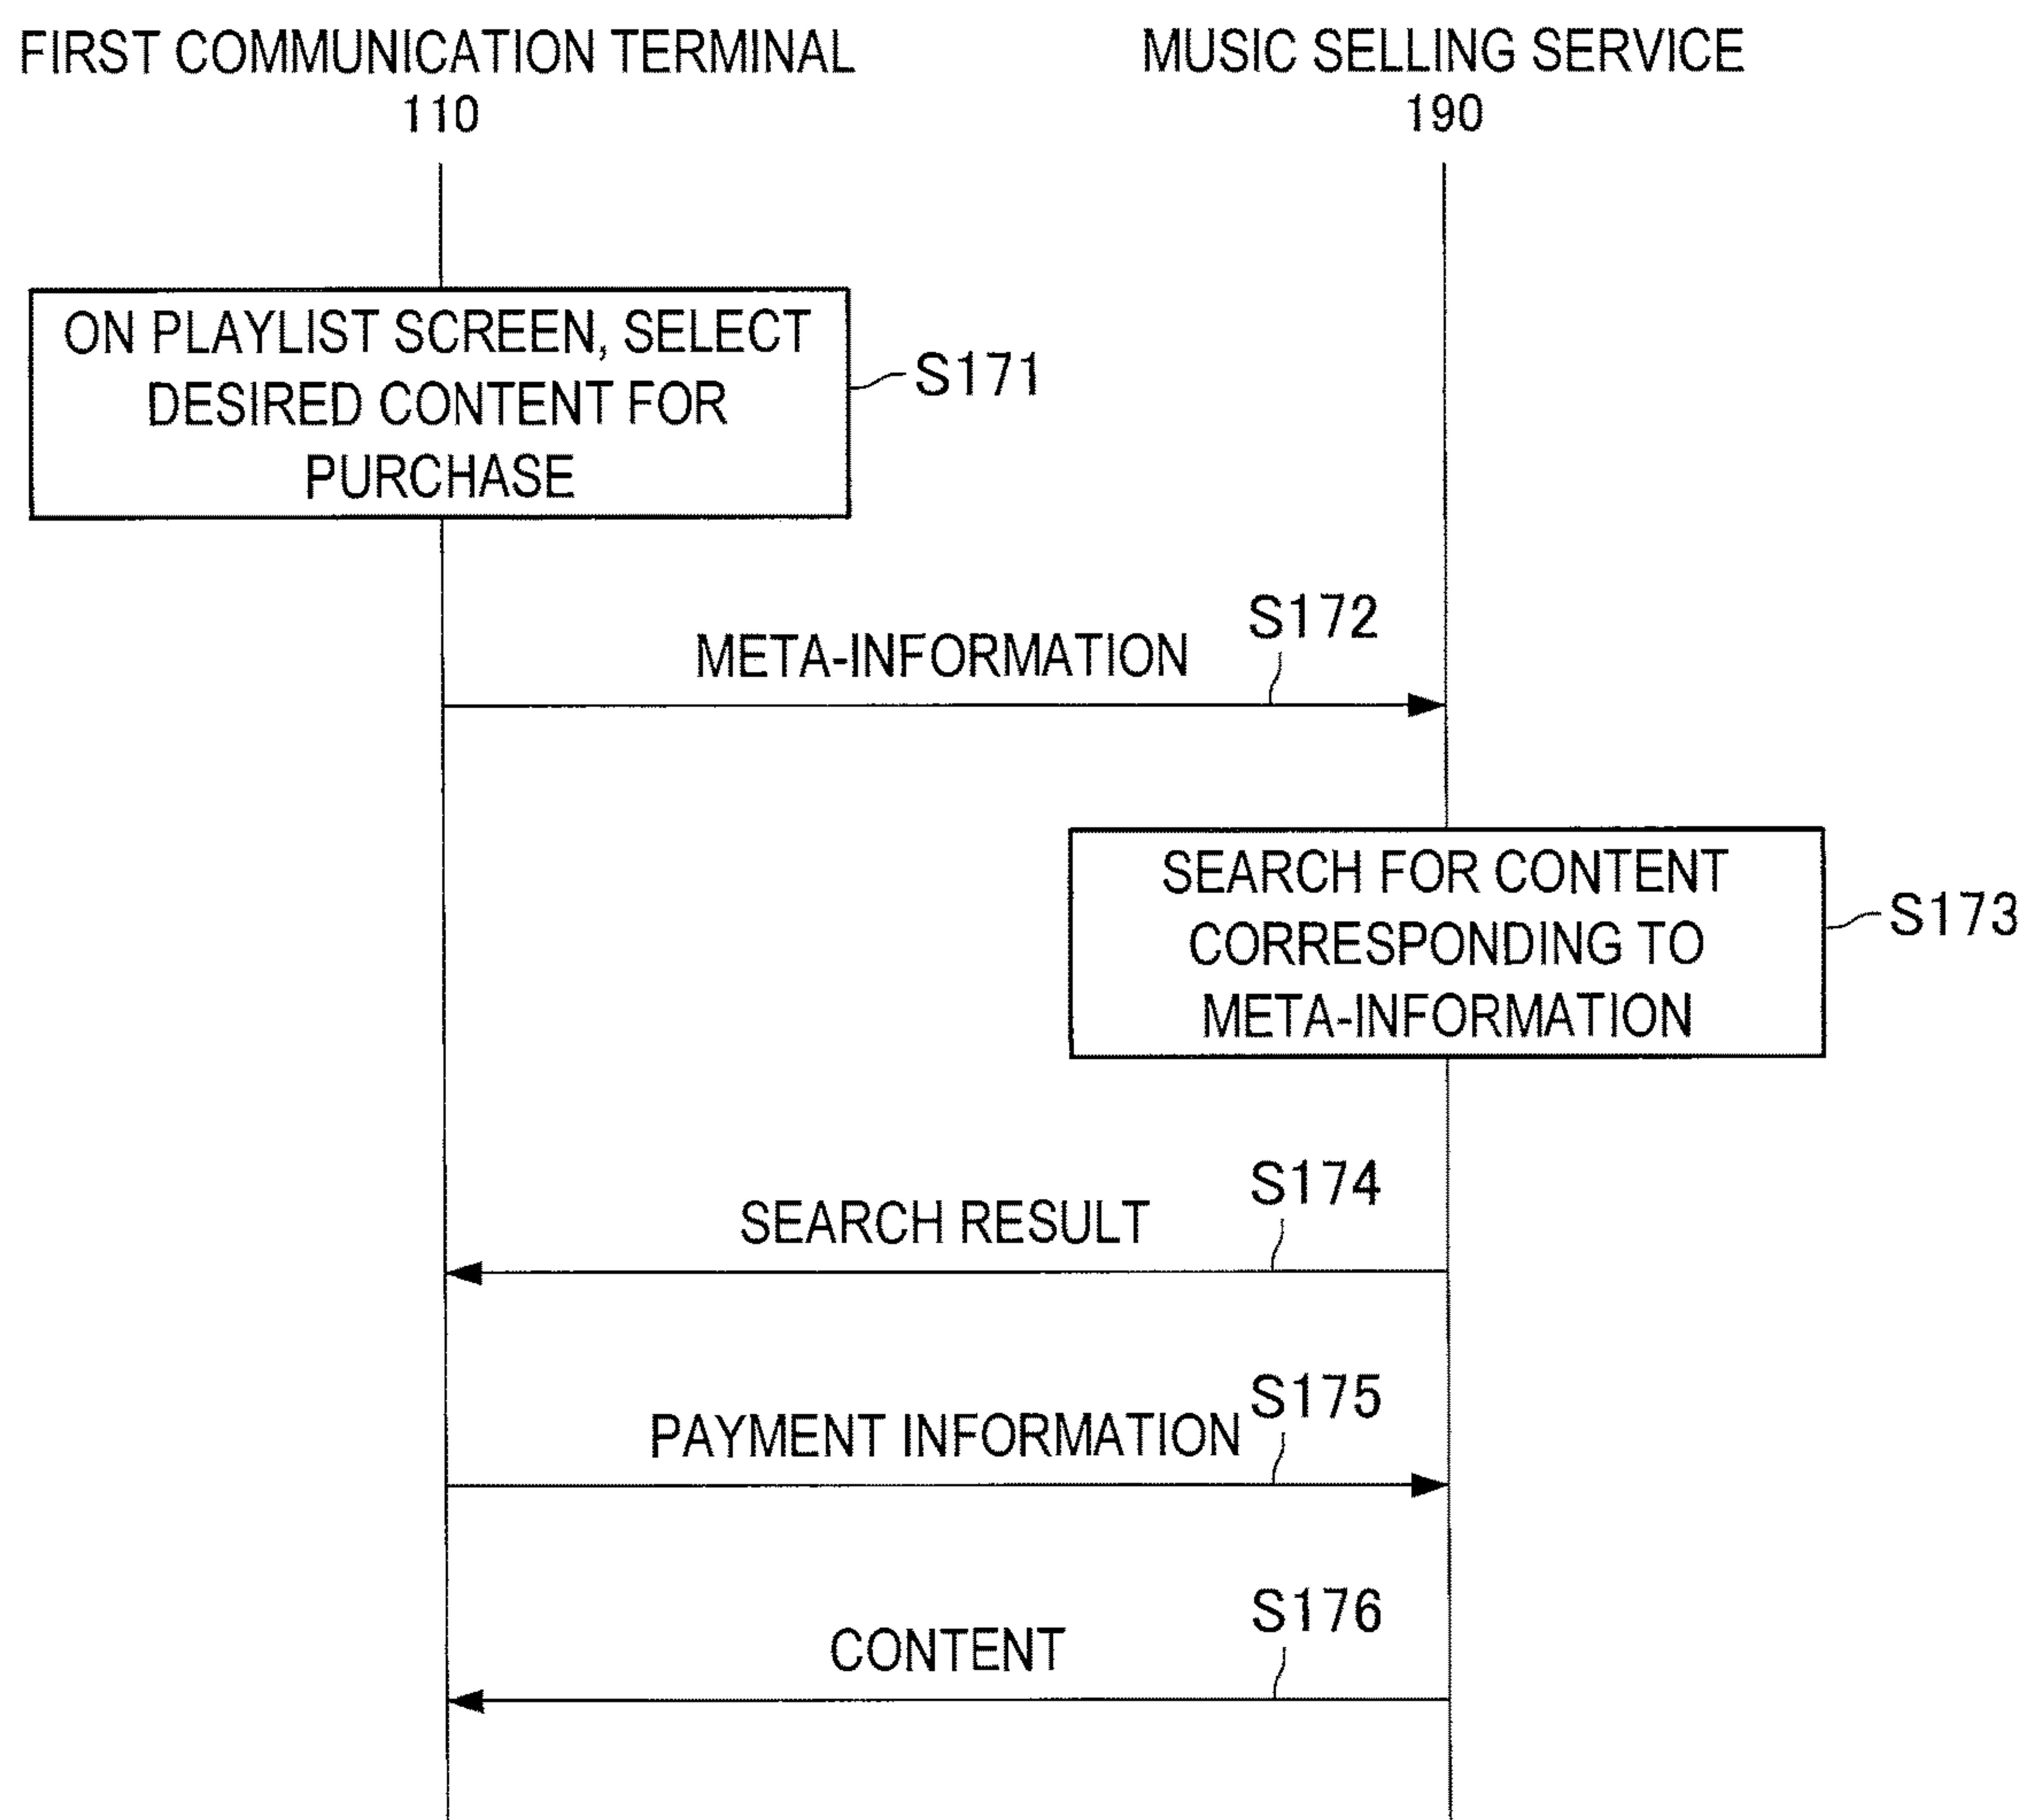 FIRST COMMUNICATION TERMINAL
110
MUSIC SELLING SERVICE
190
ON PLAYLIST SCREEN, SELECT
DESIRED CONTENT FOR
PURCHASE
S171
S172
META-INFORMATION
SEARCH FOR CONTENT
CORRESPONDING TO
META-INFORMATION
S173
S174
SEARCH RESULT
S175
PAYMENT INFORMATION
S176
CONTENT